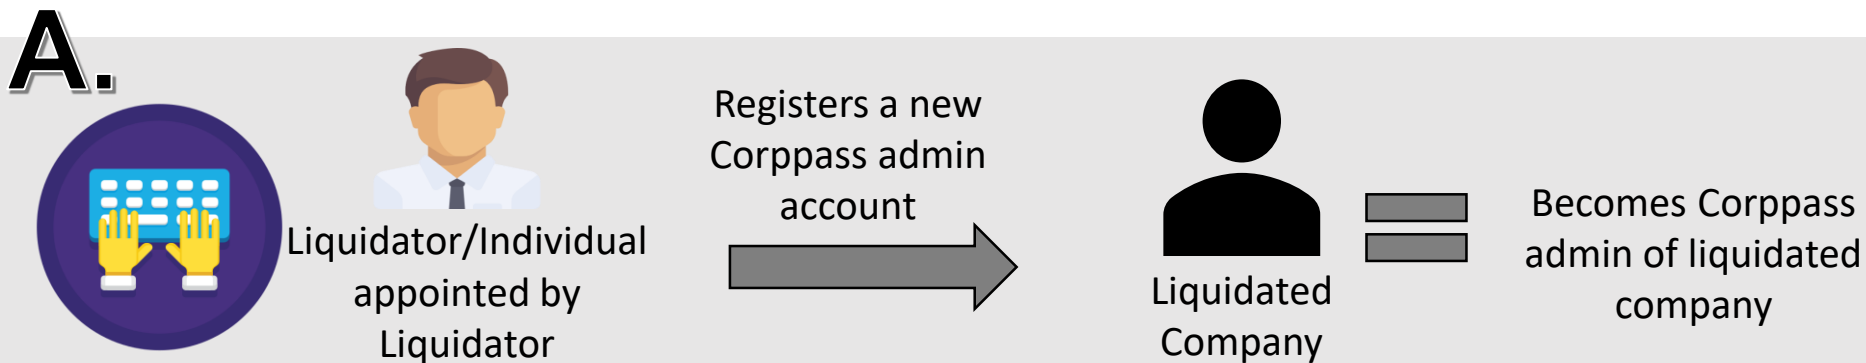 A.
Liquidator/Individual
appointed by
Liquidator
Registers a new
Corppass admin
account
Liquidated
Company
Becomes Corppass
admin of liquidated
company